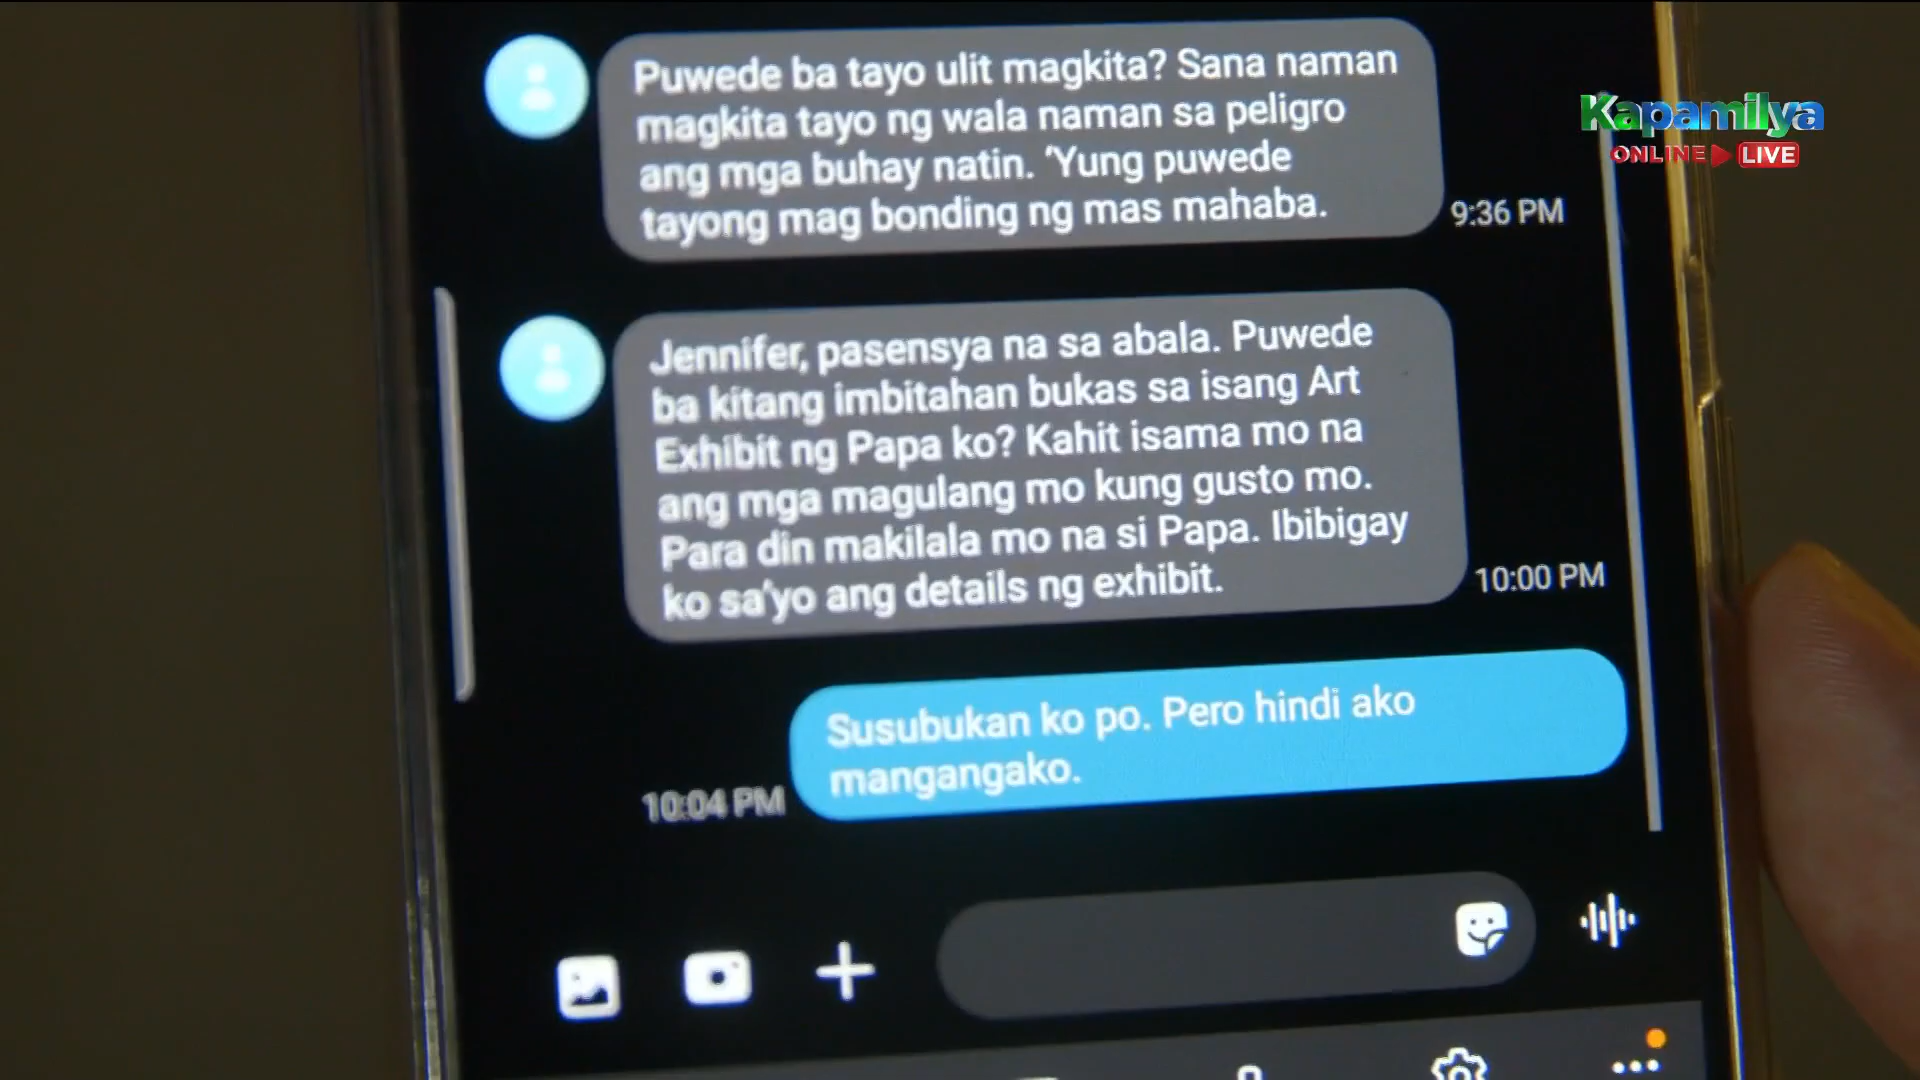 Puwede ba tayo ulit magkita? Sana naman
magkita tayo ng wala naman sa peligro
ang mga buhay natin. ‘Yung puwede
tayong mag bonding ng mas mahaba.
9:36 PM
Kapamilya
ONLINE LIVE
Jennifer, pasensya na sa abala. Puwede
ba kitang imbitahan bukas sa isang Art
Exhibit ng Papa ko? Kahit isama mo na
ang mga magulang mo kung gusto mo.
Para din makilala mo na si Papa. Ibibigay
ko sa'yo ang details ng exhibit.
10:00 PM
Susubukan ko po. Pero hindi ako
mangangako.
10:04 PM